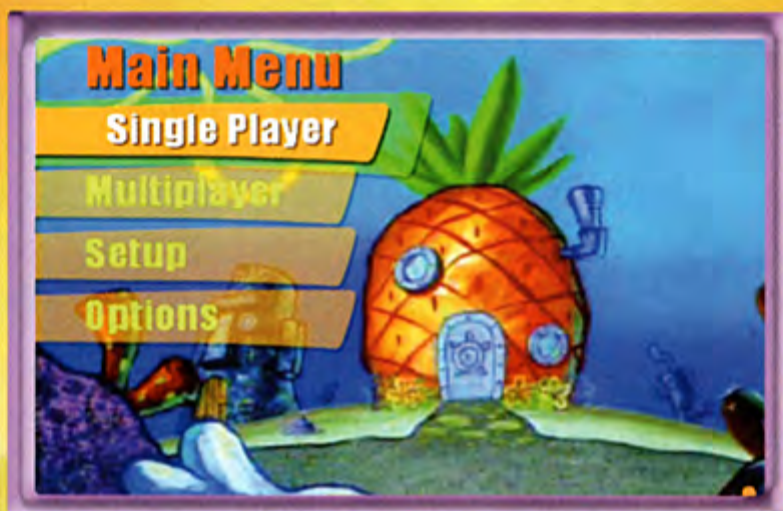 Main Menu
Single Player
Multiplayer
Setup
Options